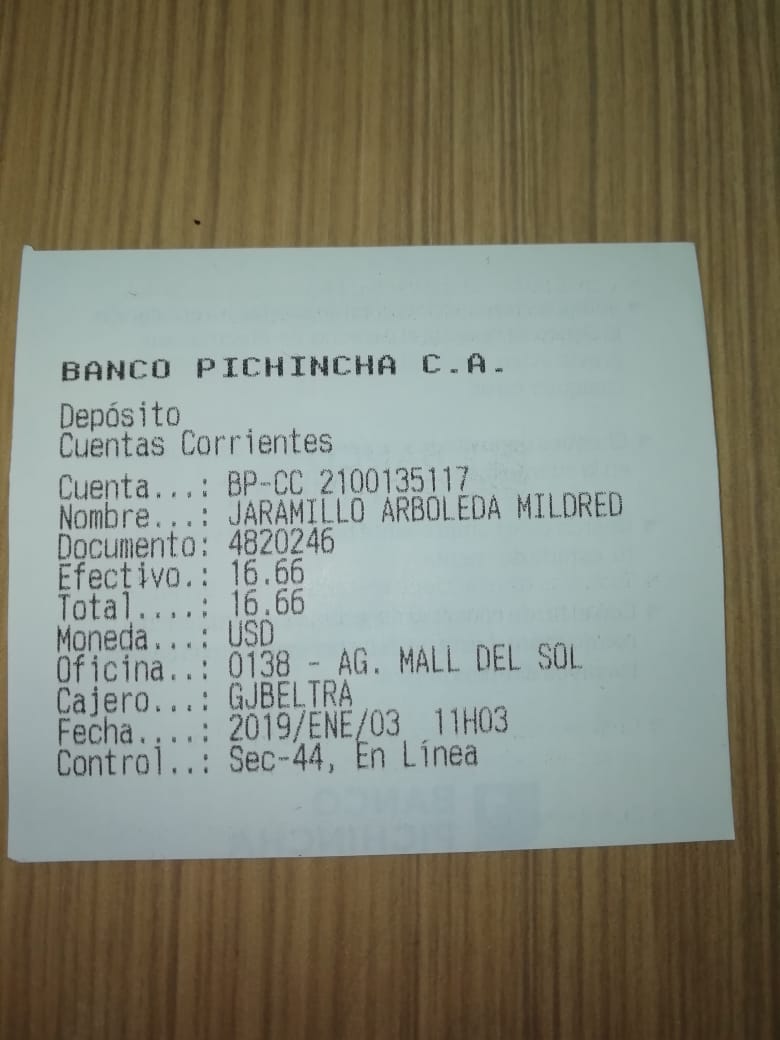 BANCO PICHINCHA C.A.
Depósito
Cuentas Corrientes
Cuenta...: BP-CC 2100135117
Nombre...: JARAMILLO ARBOLEDA MILDRED
Documento: 4820246
Efectivo.: 16.66
Total....: 16.66
Moneda...: USD
Oficina..: 0138 - AG. MALL DEL SOL
Cajero...: GJBELTRA
Fecha....: 2019/ENE/03 11H03
Control..: Sec-44, En Línea
BANCO
PICHINCHA